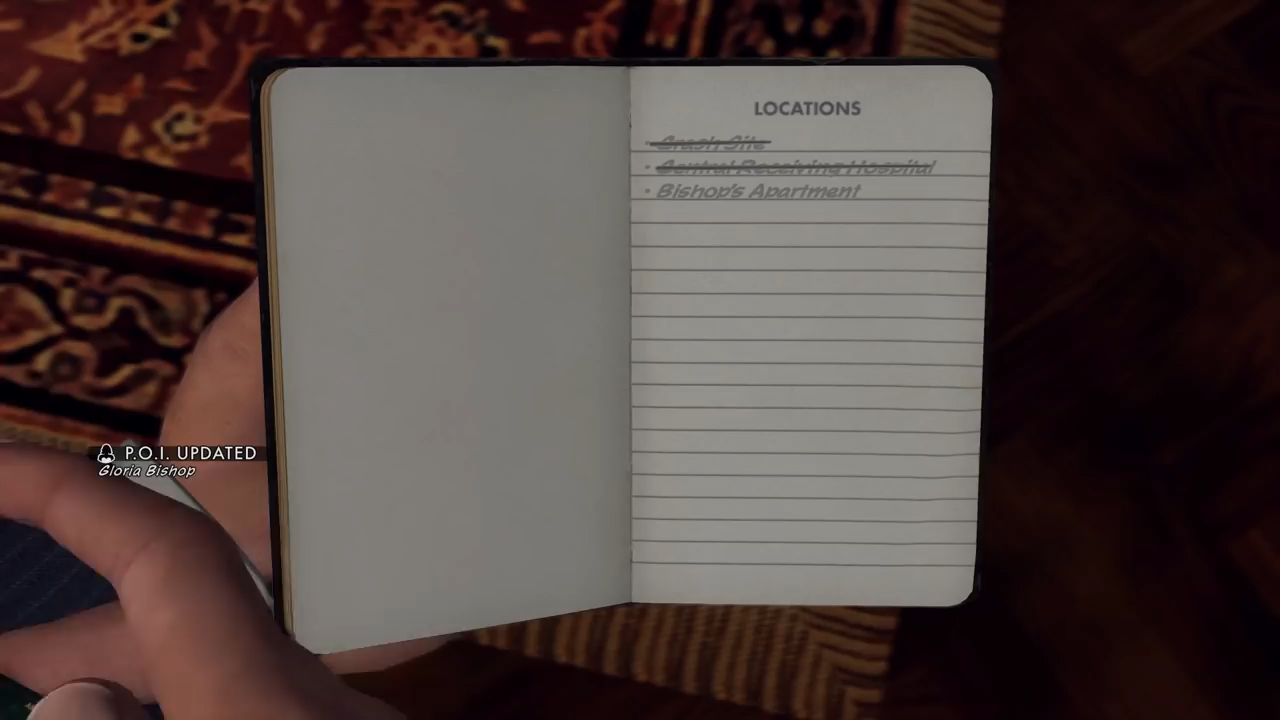 LOCATIONS
· Crash Site
· Central Receiving Hospital
· Bishop's Apartment
P.O.I. UPDATED
Gloria Bishop